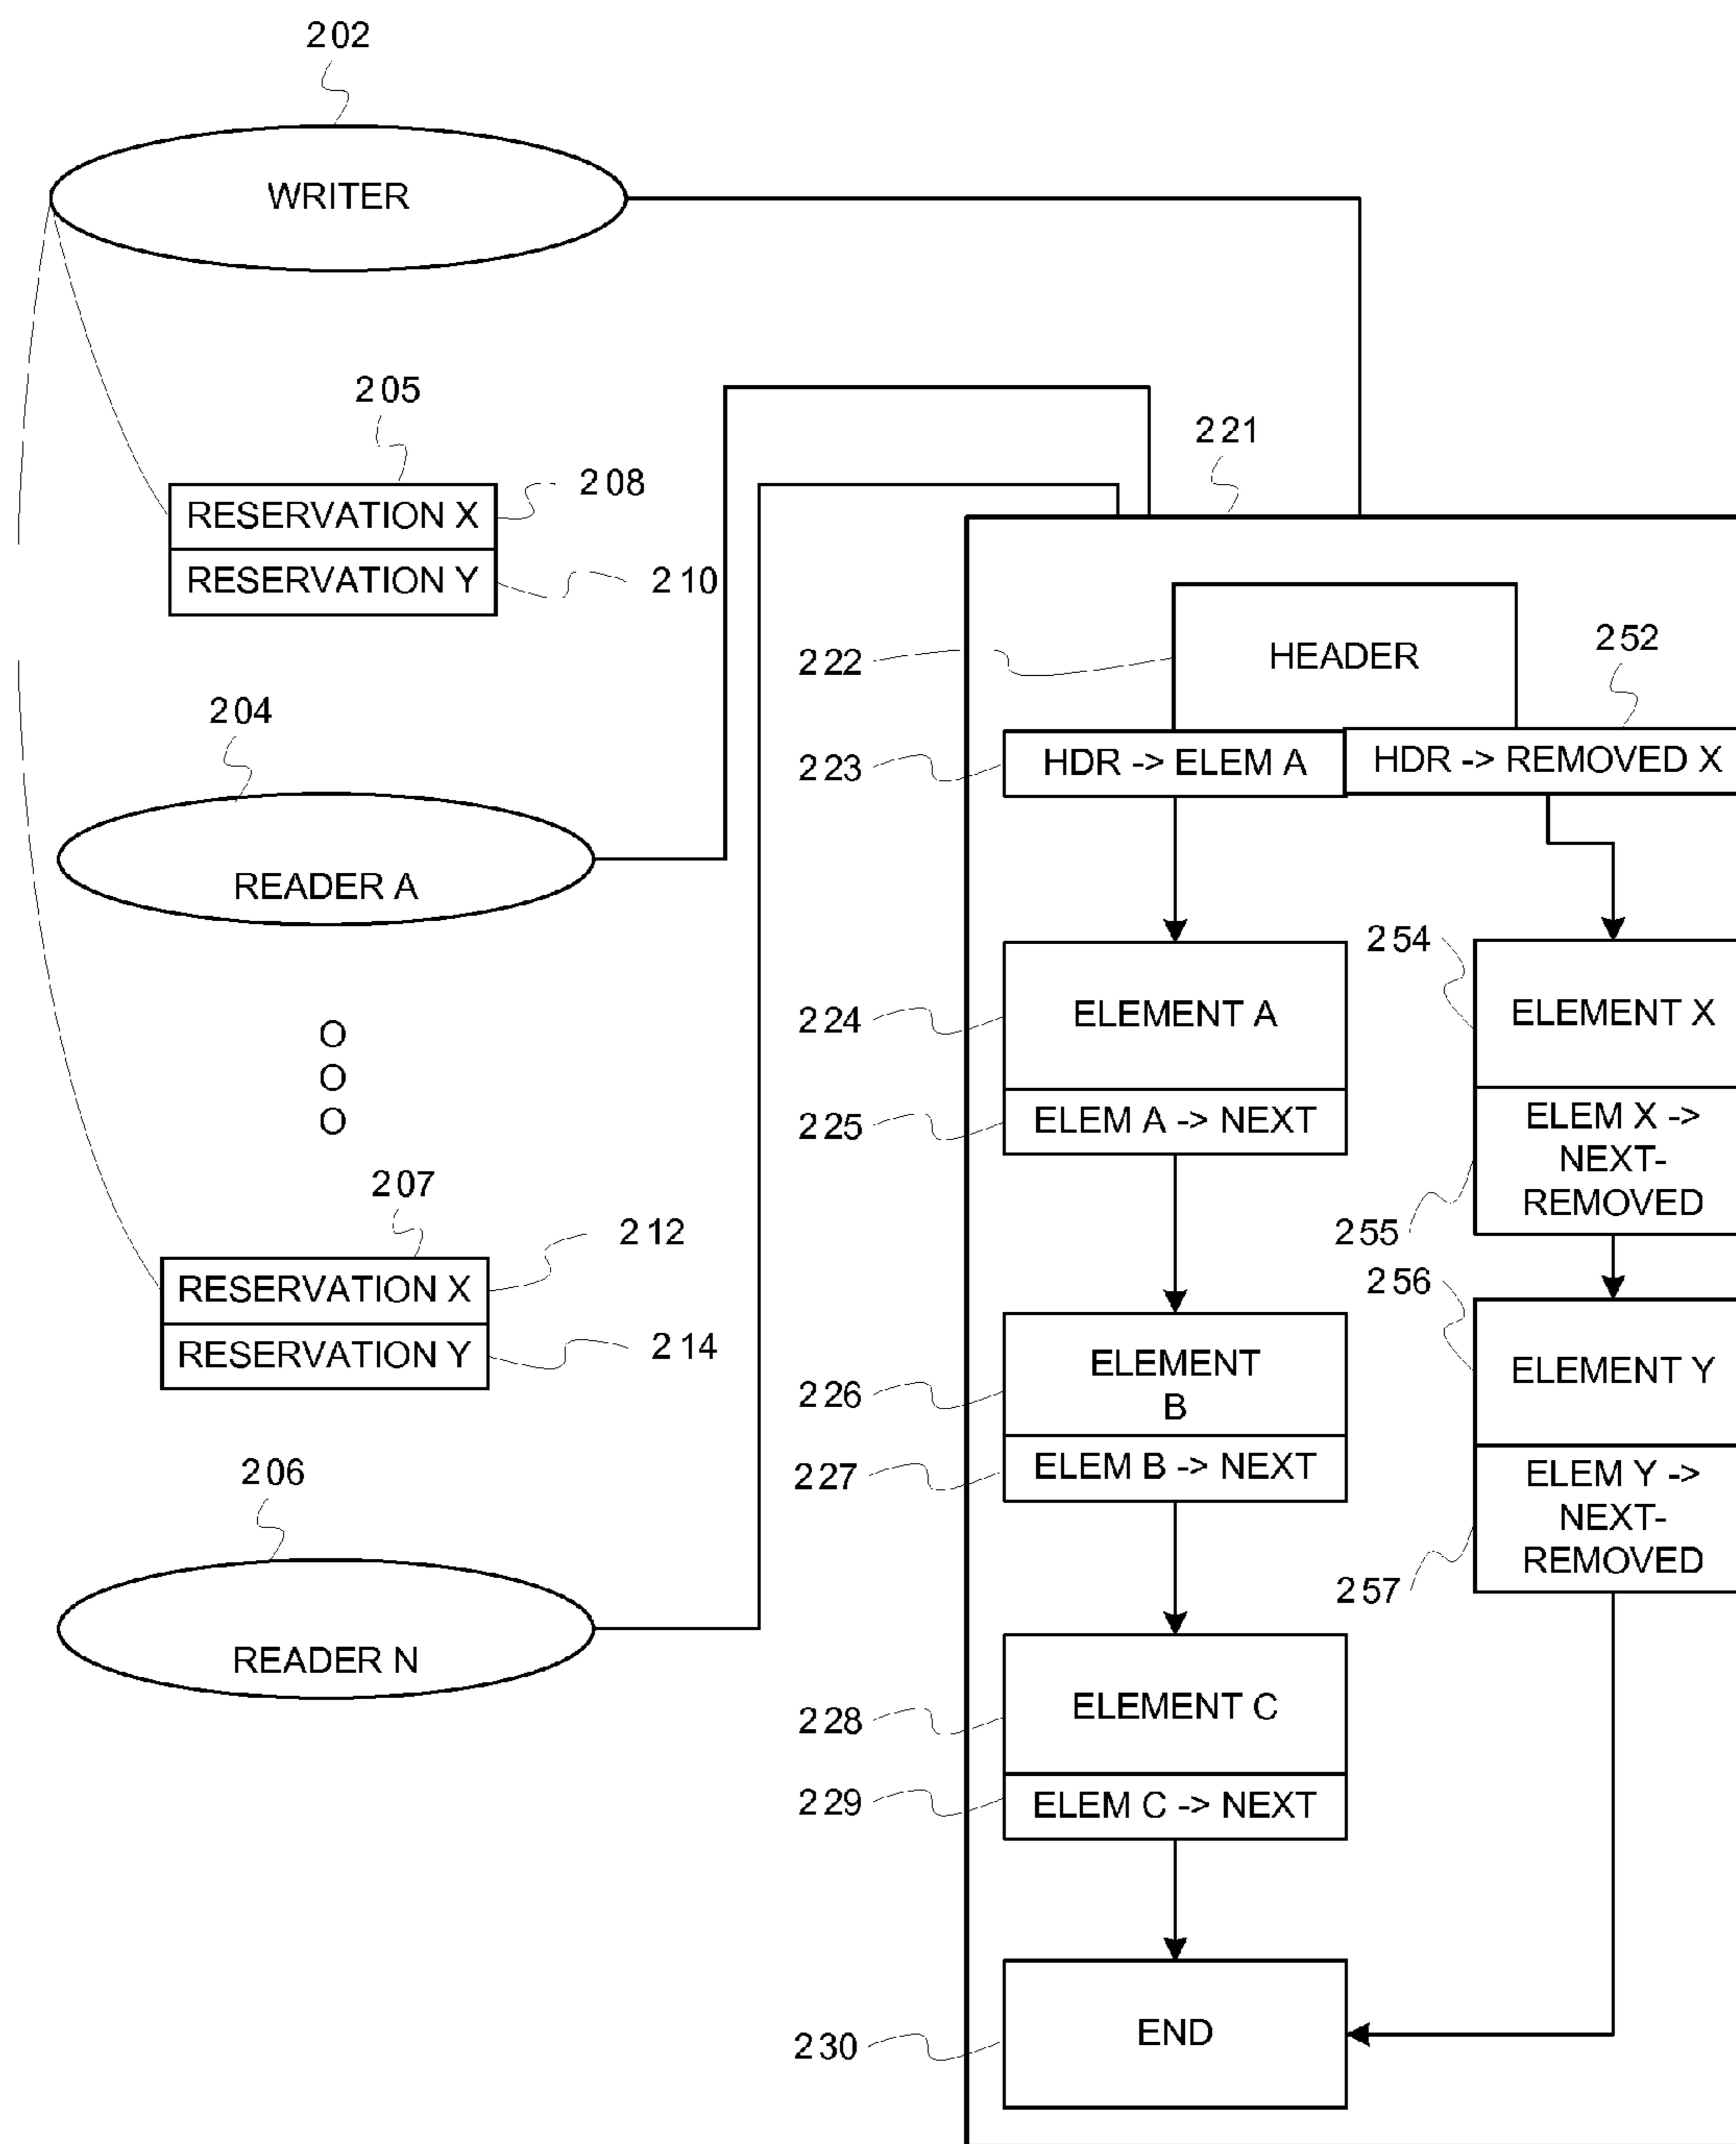 202
WRITER
205
RESERVATION X
208
RESERVATION Y
210
221
222
HEADER
252
204
223
HDR -> ELEM A
HDR -> REMOVED X
READER A
254
224
ELEMENT A
ELEMENT X
O
O
O
225
ELEM A -> NEXT
ELEM X ->
NEXT-
REMOVED
255
207
RESERVATION X
212
RESERVATION Y
214
256
226
ELEMENT
B
ELEMENT Y
227
ELEM B -> NEXT
ELEM Y ->
NEXT-
REMOVED
257
206
READER N
228
ELEMENT C
229
ELEM C -> NEXT
230
END